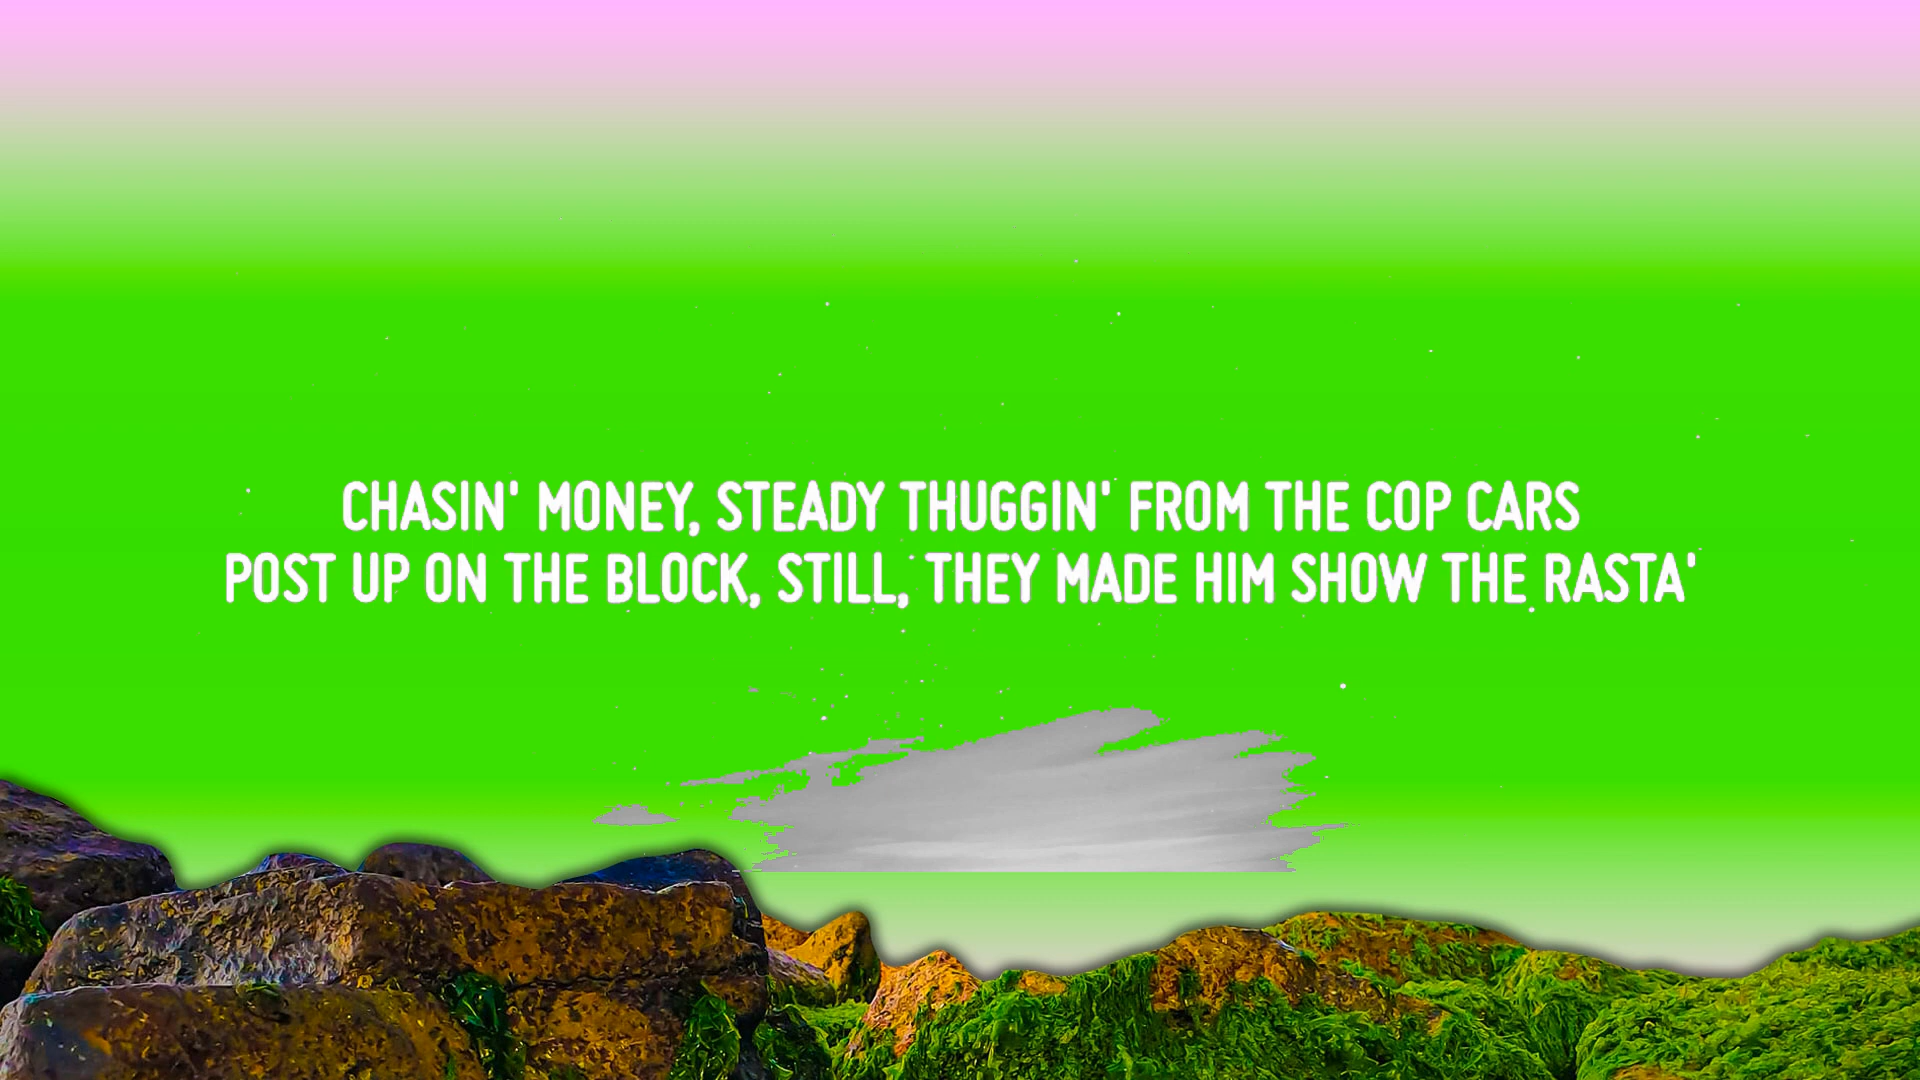 CHASIN' MONEY, STEADY THUGGIN' FROM THE COP CARS
POST UP ON THE BLOCK, STILL, THEY MADE HIM SHOW THE RASTA'